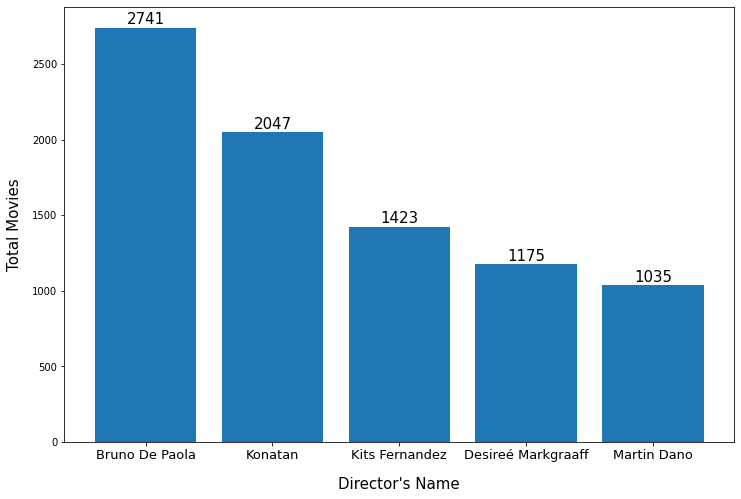 2741
2047
1423
1175
1035
2500
2000
1500
1000
500
0
Total Movies
Bruno De Paola
Konatan
Kits Fernandez
Desireé Markgraaff
Martin Dano
Director's Name